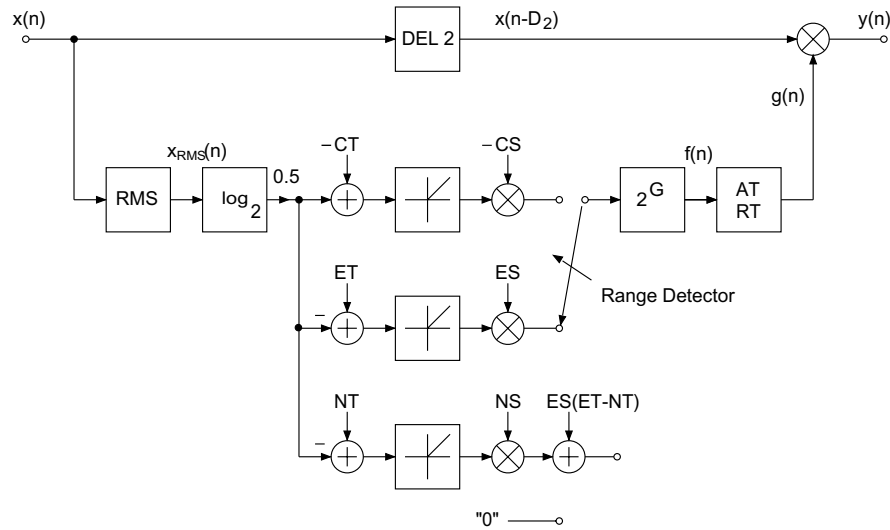 x(n)
DEL 2
x(n-D2)
y(n)
g(n)
RMS
xRMS(n)
log2
0.5
−CT
−CS
2G
f(n)
AT
RT
ET
ES
−
Range Detector
NT
NS
ES(ET-NT)
−
"0"